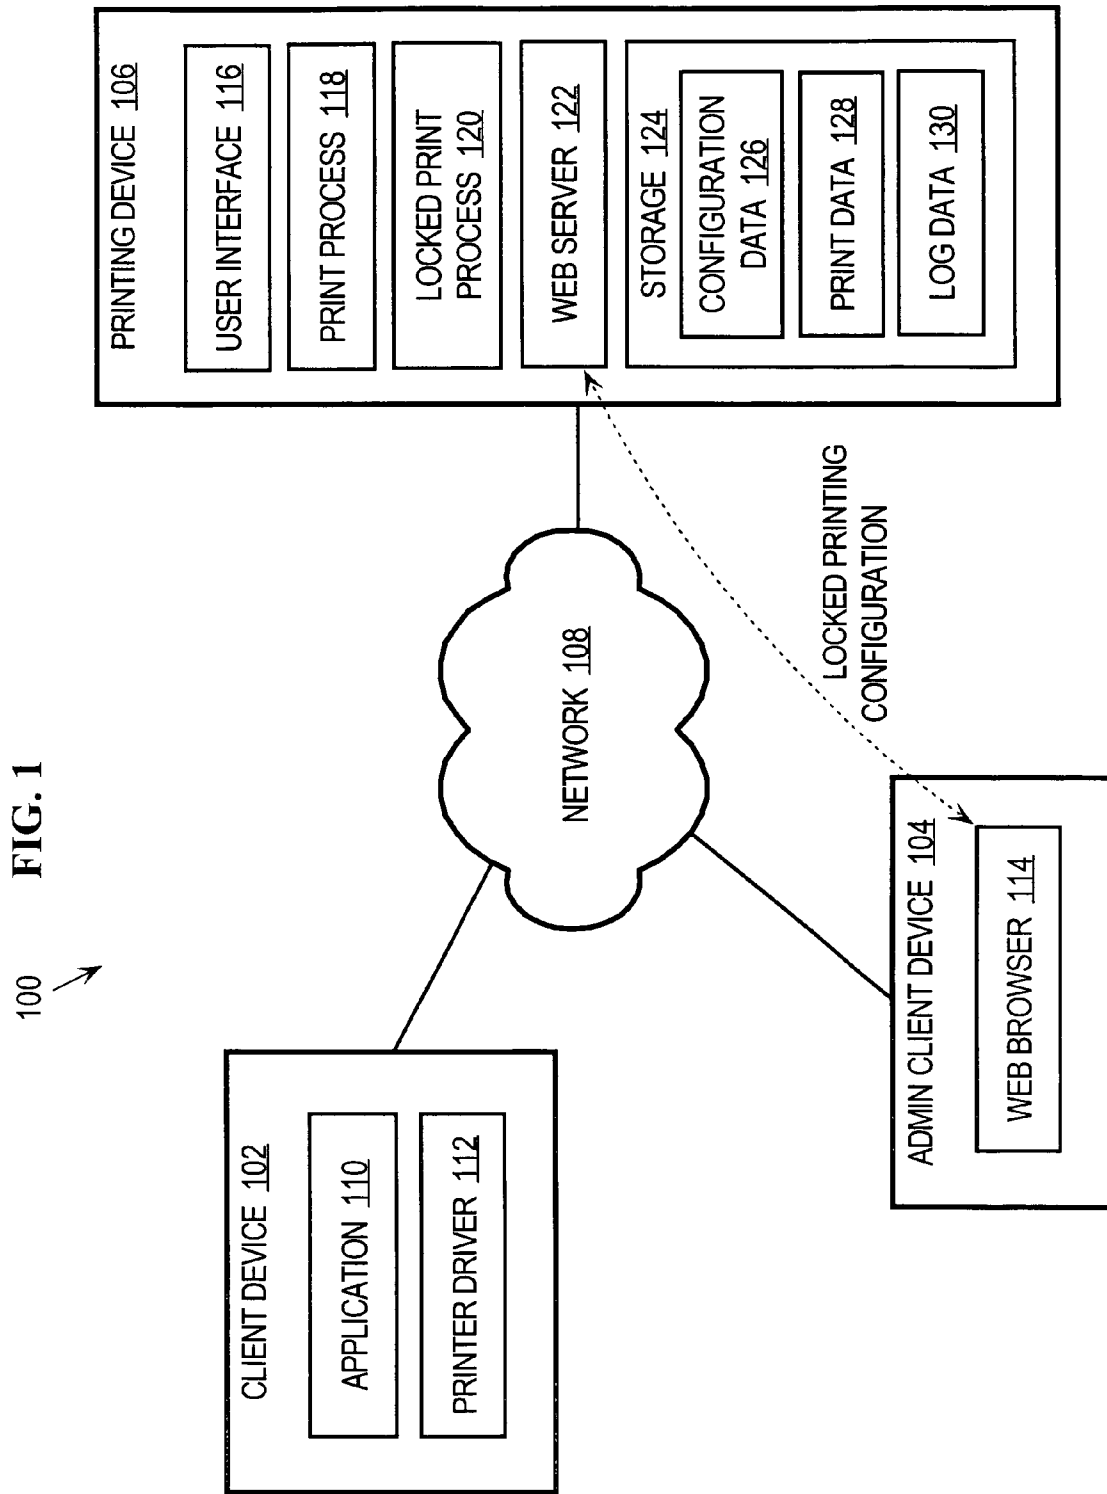 FIG. 1
100
CLIENT DEVICE 102
APPLICATION 110
PRINTER DRIVER 112
NETWORK 108
ADMIN CLIENT DEVICE 104
WEB BROWSER 114
LOCKED PRINTING
CONFIGURATION
PRINTING DEVICE 106
USER INTERFACE 116
PRINT PROCESS 118
LOCKED PRINT
PROCESS 120
WEB SERVER 122
STORAGE 124
CONFIGURATION
DATA 126
PRINT DATA 128
LOG DATA 130